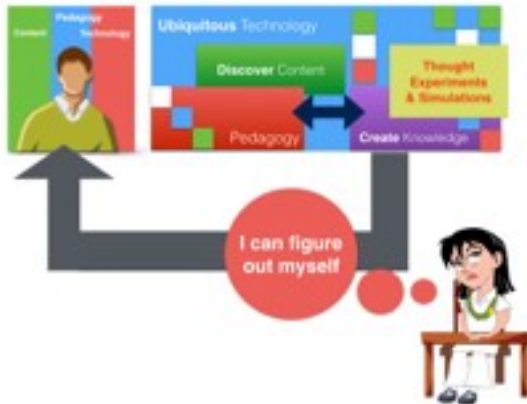 Pedagogy
Content
Technology
Ubiquitous Technology
Discover Content
Thought
Experiments
& Simulations
Pedagogy
Create Knowledge
I can figure
out myself